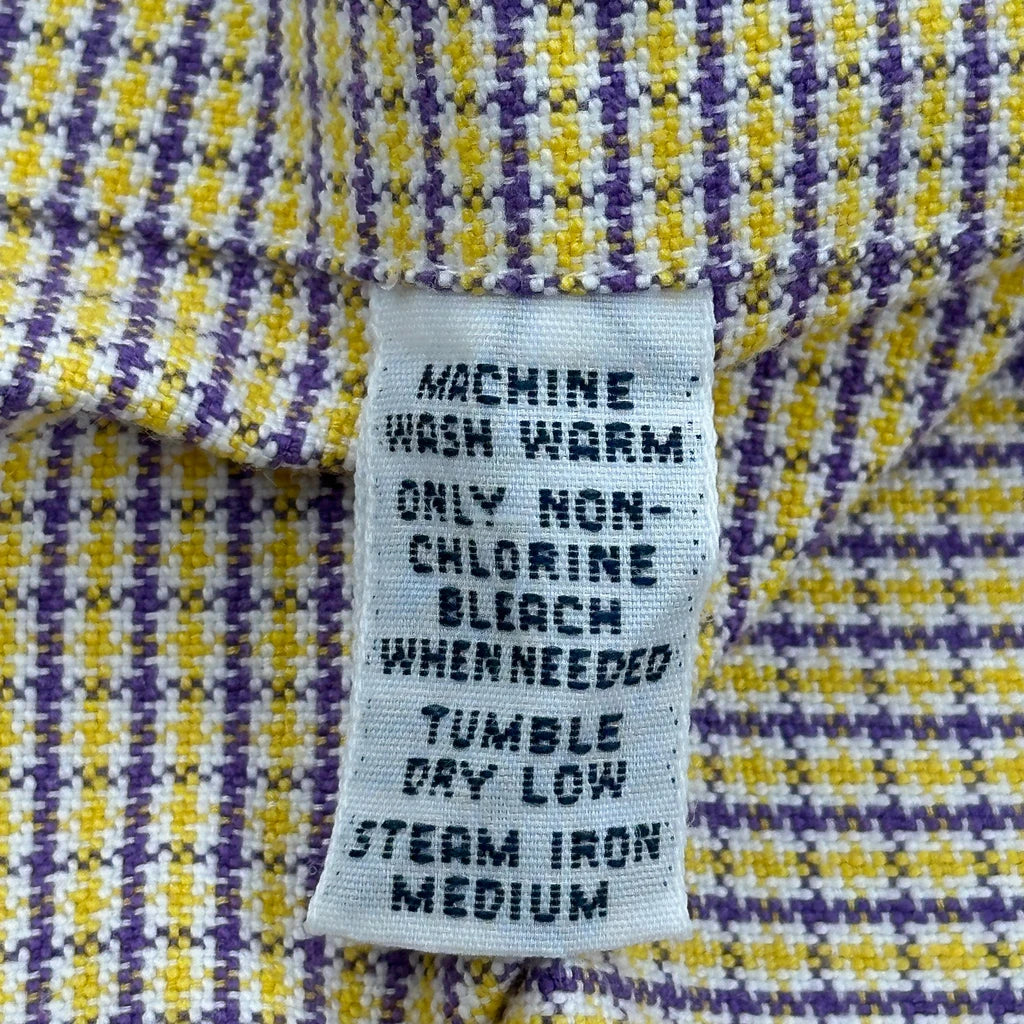 MACHINE
WASH WARM
ONLY NON-
CHLORINE
BLEACH
WHEN NEEDED
TUMBLE
DRY LOW
STEAM IRON
MEDIUM